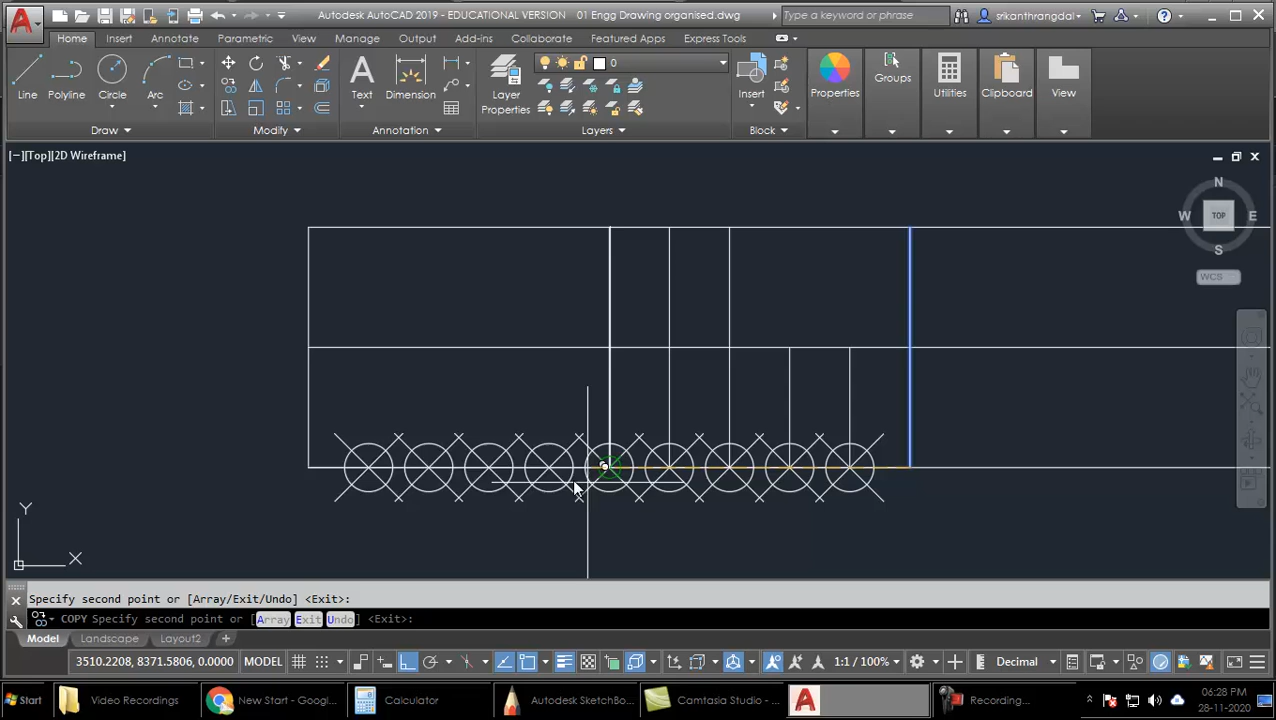 Autodesk AutoCAD 2019 - EDUCATIONAL VERSION 01 Engg Drawing organised.dwg
Type a keyword or phrase
srikanthrangdal
Home Insert Annotate Parametric View Manage Output Add-ins Collaborate Featured Apps Express Tools
0
Line Polyline Circle Arc
Text Dimension
Layer Properties
Insert
Properties Groups Utilities Clipboard View
Draw Modify Annotation Layers Block
[−][Top][2D Wireframe]
N
W TOP E
S
WCS
Y
X
Specify second point or [Array/Exit/Undo] <Exit>:
COPY Specify second point or [Array Exit Undo] <Exit>:
Model Landscape Layout2 +
3510.2208, 8371.5806, 0.0000 MODEL 1:1 / 100% Decimal
Start Video Recordings New Start - Googl... Calculator Autodesk SketchBo... Camtasia Studio - ... Recording...
06:28 PM
28-11-2020